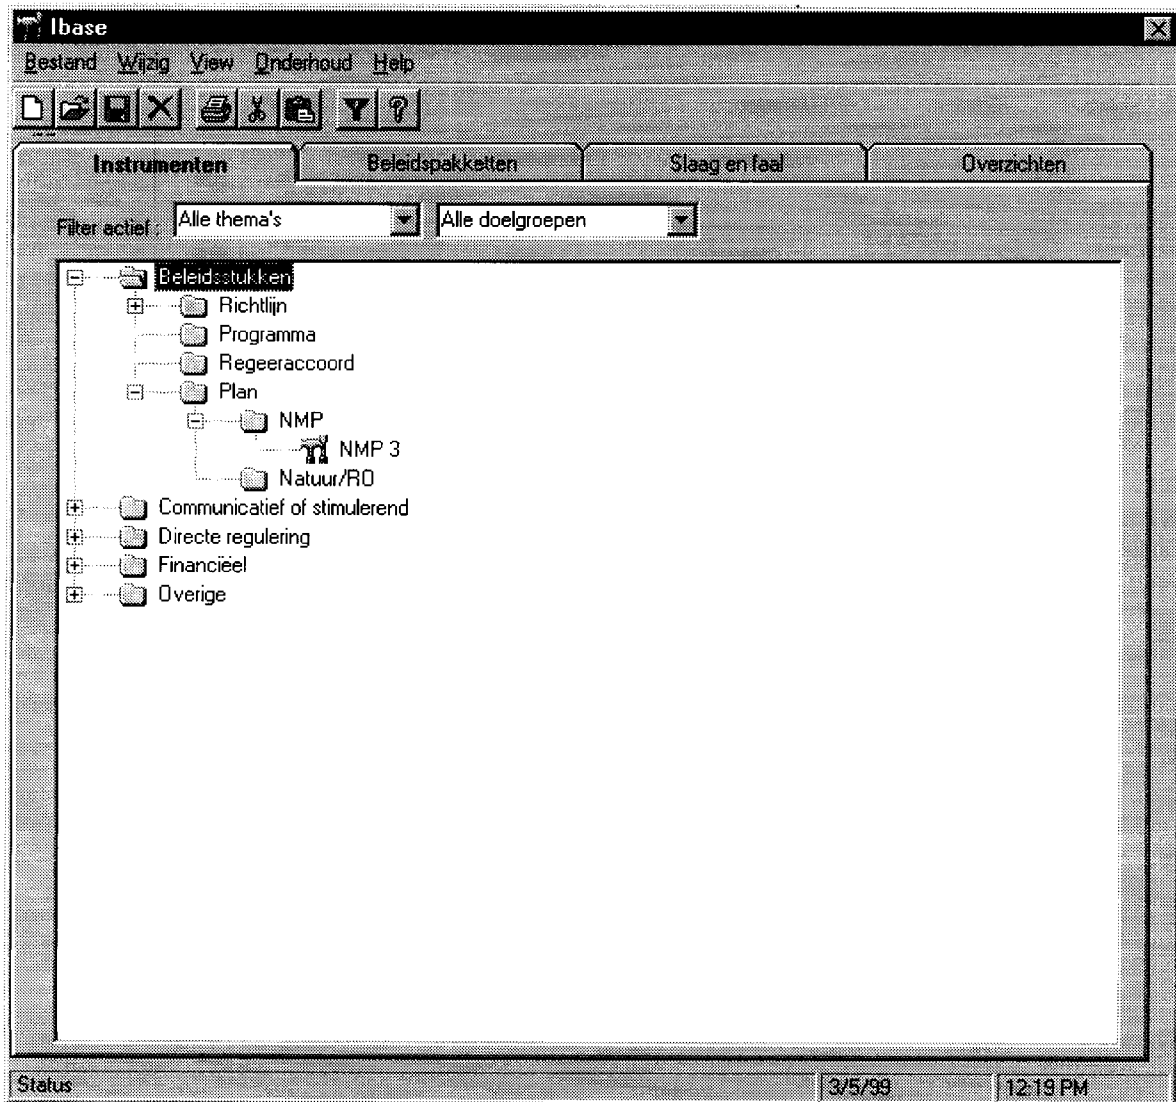 Ibase
Bestand Wijzig View Onderhoud Help
Instrumenten Beleidspakketten Slaag en faal Overzichten
Filter actief : Alle thema's Alle doelgroepen
Beleidsstukken
Richtlijn
Programma
Regeeraccoord
Plan
NMP
NMP 3
Natuur/RO
Communicatief of stimulerend
Directe regulering
Financiëel
Overige
Status 3/5/99 12:19 PM